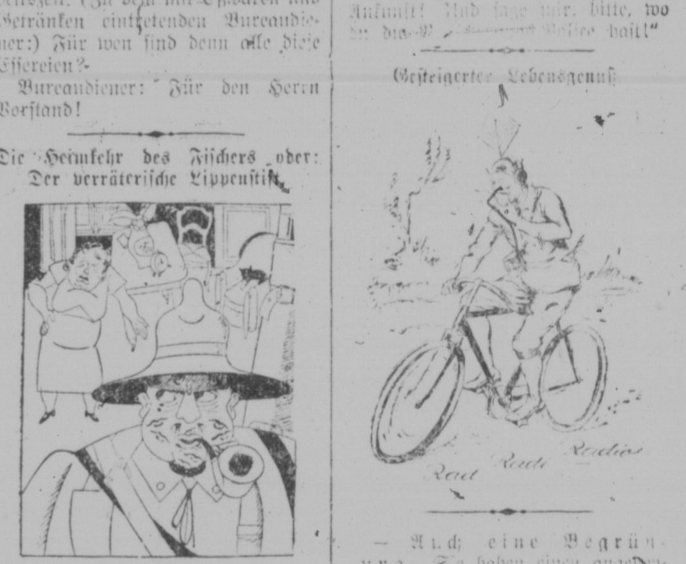 Getränken eintretenden Bureaudie-
ner:) Für wen sind denn alle diese
Essereien?
Bureaudiener: Für den Herrn
Vorstand!
Die Heimkehr des Fischers oder:
Der verräterische Lippenstift.
Ankunft! Und sage mir, bitte, wo
du die hast!"
Gesteigerter Lebensgenuß
Rad Radi Radio
— Auch eine Begrün-